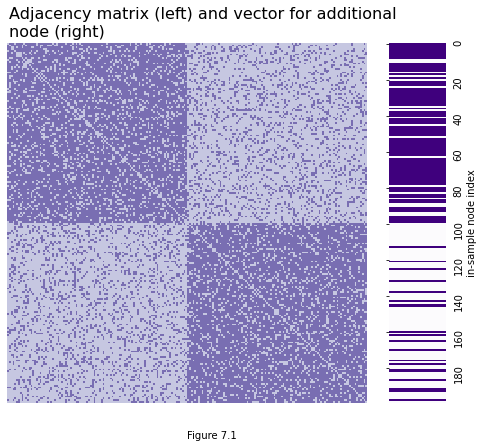 Adjacency matrix (left) and vector for additional
node (right)
0
20
40
60
80
100
120
140
160
180
in-sample node index
Figure 7.1